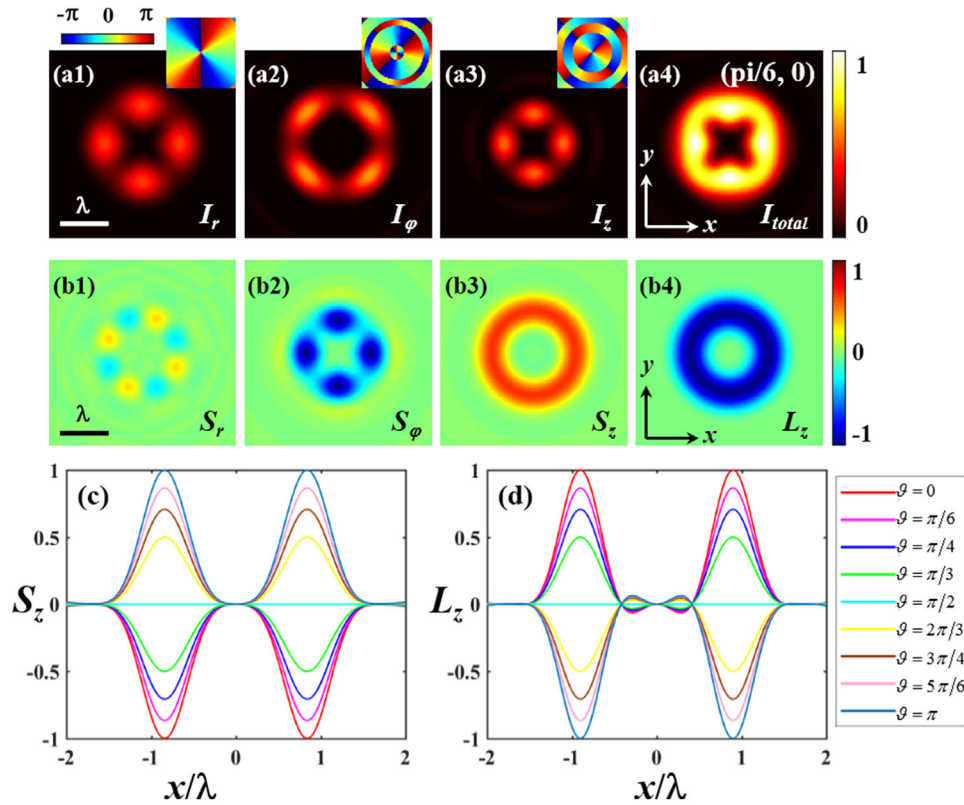 -π 0 π
(a1) (a2) (a3) (a4) (pi/6, 0) 1
λ I_r I_φ I_z y x I_total 0
(b1) (b2) (b3) (b4) 1
0
λ S_r S_φ S_z y x L_z -1
(c) (d)
1 1
0.5 0.5
S_z 0 L_z 0
-0.5 -0.5
-1 -1
-2 -1 0 1 2 -2 -1 0 1 2
x/λ x/λ
ϑ = 0
ϑ = π/6
ϑ = π/4
ϑ = π/3
ϑ = π/2
ϑ = 2π/3
ϑ = 3π/4
ϑ = 5π/6
ϑ = π